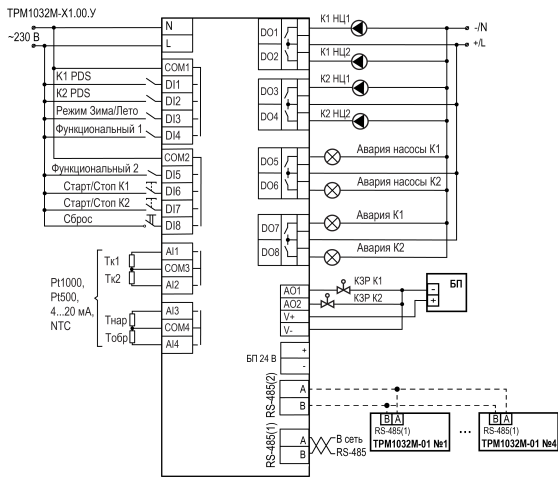 ТРМ1032М-Х1.00.У
~230 В
N
L
COM1
K1 PDS
DI1
K2 PDS
DI2
Режим Зима/Лето
DI3
Функциональный 1
DI4
COM2
Функциональный 2
DI5
Старт/Стоп К1
DI6
Старт/Стоп К2
DI7
Сброс
DI8
Тк1
AI1
COM3
Тк2
AI2
Pt1000,
Pt500,
4...20 мА,
NTC
Тнар
AI3
COM4
Тобр
AI4
DO1
К1 НЦ1
-/N
+/L
DO2
К1 НЦ2
DO3
К2 НЦ1
DO4
К2 НЦ2
DO5
Авария насосы К1
DO6
Авария насосы К2
DO7
Авария К1
DO8
Авария К2
AO1
КЗР К1
AO2
КЗР К2
V+
V-
БП
-
+
БП 24 В
+
-
RS-485(2)
A
B
RS-485(1)
A
B
В сеть
RS-485
B A
RS-485(1)
ТРМ1032М-01 №1
...
B A
RS-485(1)
ТРМ1032М-01 №4